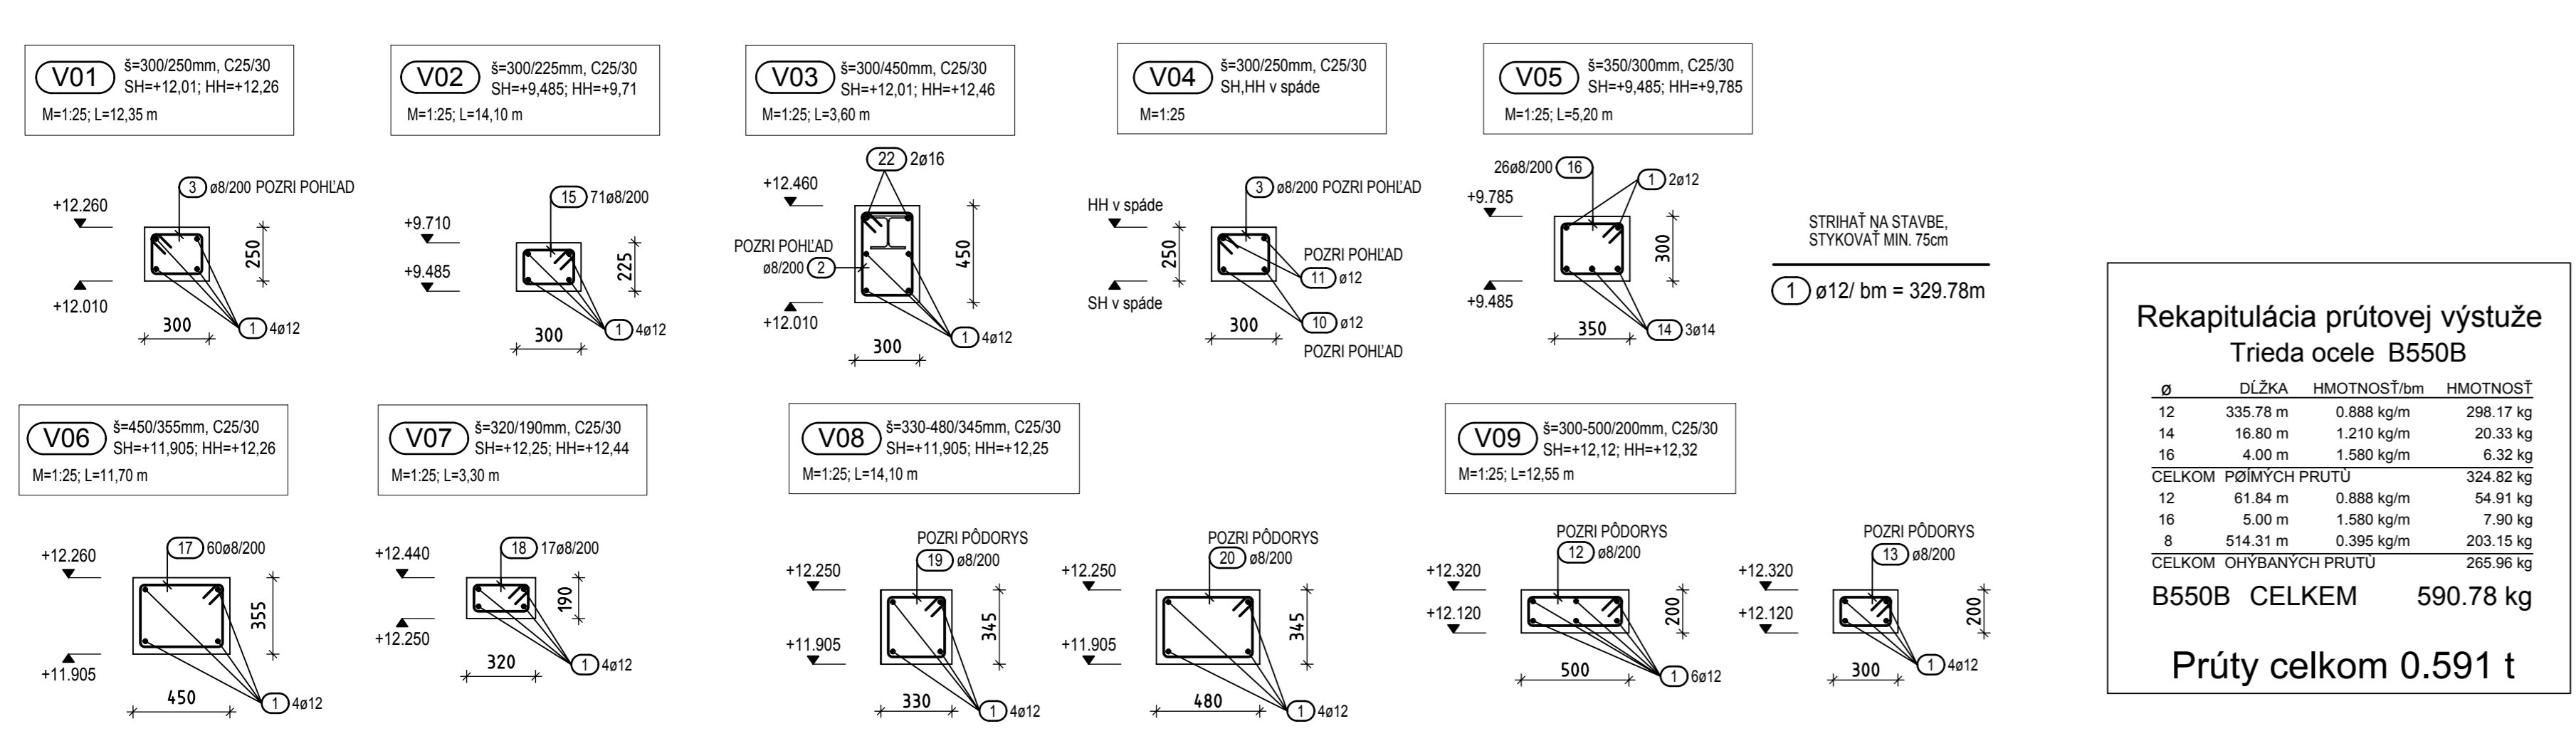 V01
š=300/250mm, C25/30
SH=+12,01; HH=+12,26
M=1:25; L=12,35 m
3 ø8/200 POZRI POHĽAD
+12.260
+12.010
250
300
1 4ø12
V02
š=300/225mm, C25/30
SH=+9,485; HH=+9,71
M=1:25; L=14,10 m
15 71ø8/200
+9.710
+9.485
225
300
1 4ø12
V03
š=300/450mm, C25/30
SH=+12,01; HH=+12,46
M=1:25; L=3,60 m
22 2ø16
+12.460
POZRI POHĽAD
ø8/200 2
+12.010
450
300
1 4ø12
V04
š=300/250mm, C25/30
SH,HH v spáde
M=1:25
3 ø8/200 POZRI POHĽAD
HH v spáde
SH v spáde
250
300
POZRI POHĽAD
11 ø12
10 ø12
POZRI POHĽAD
V05
š=350/300mm, C25/30
SH=+9,485; HH=+9,785
M=1:25; L=5,20 m
26ø8/200 16
1 2ø12
+9.785
+9.485
300
350
14 3ø14
STRIHAŤ NA STAVBE,
STYKOVAŤ MIN. 75cm
1 ø12/ bm = 329.78m
V06
š=450/355mm, C25/30
SH=+11,905; HH=+12,26
M=1:25; L=11,70 m
17 60ø8/200
+12.260
+11.905
355
450
1 4ø12
V07
š=320/190mm, C25/30
SH=+12,25; HH=+12,44
M=1:25; L=3,30 m
18 17ø8/200
+12.440
+12.250
190
320
1 4ø12
V08
š=330-480/345mm, C25/30
SH=+11,905; HH=+12,25
M=1:25; L=14,10 m
POZRI PÔDORYS
19 ø8/200
+12.250
+11.905
345
330
1 4ø12
POZRI PÔDORYS
20 ø8/200
+12.250
+11.905
345
480
1 4ø12
V09
š=300-500/200mm, C25/30
SH=+12,12; HH=+12,32
M=1:25; L=12,55 m
POZRI PÔDORYS
12 ø8/200
+12.320
+12.120
200
500
1 6ø12
POZRI PÔDORYS
13 ø8/200
+12.320
+12.120
200
300
1 4ø12
Rekapitulácia prútovej výstuže
Trieda ocele B550B
ø DĹŽKA HMOTNOSŤ/bm HMOTNOSŤ
12 335.78 m 0.888 kg/m 298.17 kg
14 16.80 m 1.210 kg/m 20.33 kg
16 4.00 m 1.580 kg/m 6.32 kg
CELKOM PØÍMÝCH PRUTÙ 324.82 kg
12 61.84 m 0.888 kg/m 54.91 kg
16 5.00 m 1.580 kg/m 7.90 kg
8 514.31 m 0.395 kg/m 203.15 kg
CELKOM OHÝBANÝCH PRUTÙ 265.96 kg
B550B CELKEM 590.78 kg
Prúty celkom 0.591 t